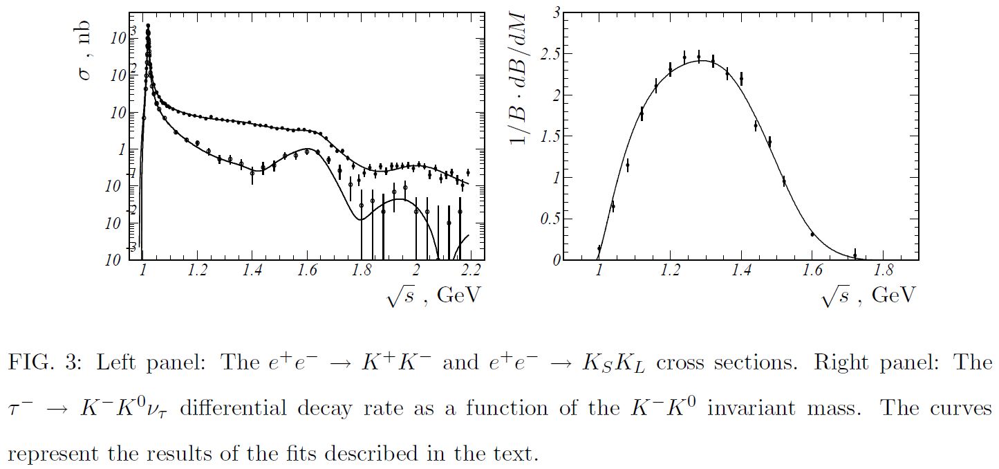 σ , nb
10 3
10 2
10
1
10 -1
10 -2
10 -3
1 1.2 1.4 1.6 1.8 2 2.2
√s , GeV
1/B · dB/dM
3
2.5
2
1.5
1
0.5
0
1 1.2 1.4 1.6 1.8
√s , GeV
FIG. 3: Left panel: The e⁺e⁻ → K⁺K⁻ and e⁺e⁻ → K_S K_L cross sections. Right panel: The
τ⁻ → K⁻K⁰ν_τ differential decay rate as a function of the K⁻K⁰ invariant mass. The curves
represent the results of the fits described in the text.